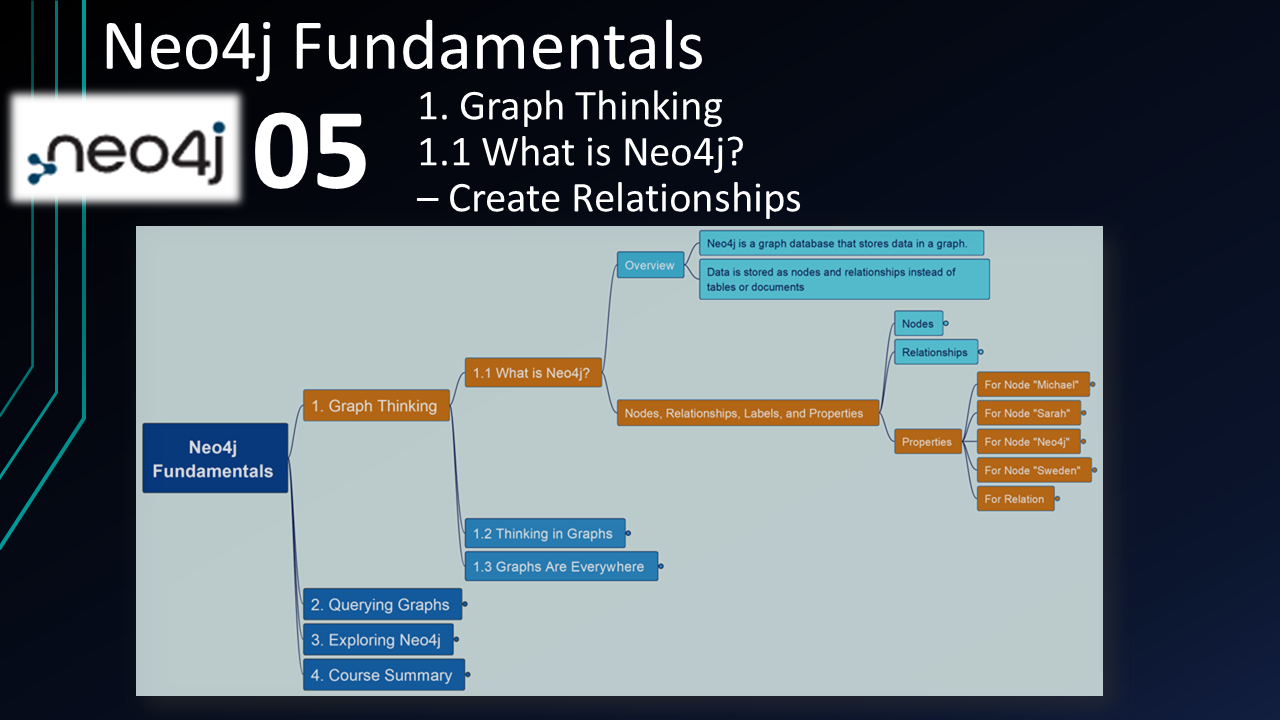 Neo4j Fundamentals
neo4j
05
1. Graph Thinking
1.1 What is Neo4j?
– Create Relationships
Neo4j is a graph database that stores data in a graph.
Overview
Data is stored as nodes and relationships instead of
tables or documents
Nodes
Relationships
1.1 What is Neo4j?
For Node "Michael"
1. Graph Thinking
Nodes, Relationships, Labels, and Properties
For Node "Sarah"
Neo4j
Fundamentals
Properties
For Node "Neo4j"
For Node "Sweden"
For Relation
1.2 Thinking in Graphs
1.3 Graphs Are Everywhere
2. Querying Graphs
3. Exploring Neo4j
4. Course Summary